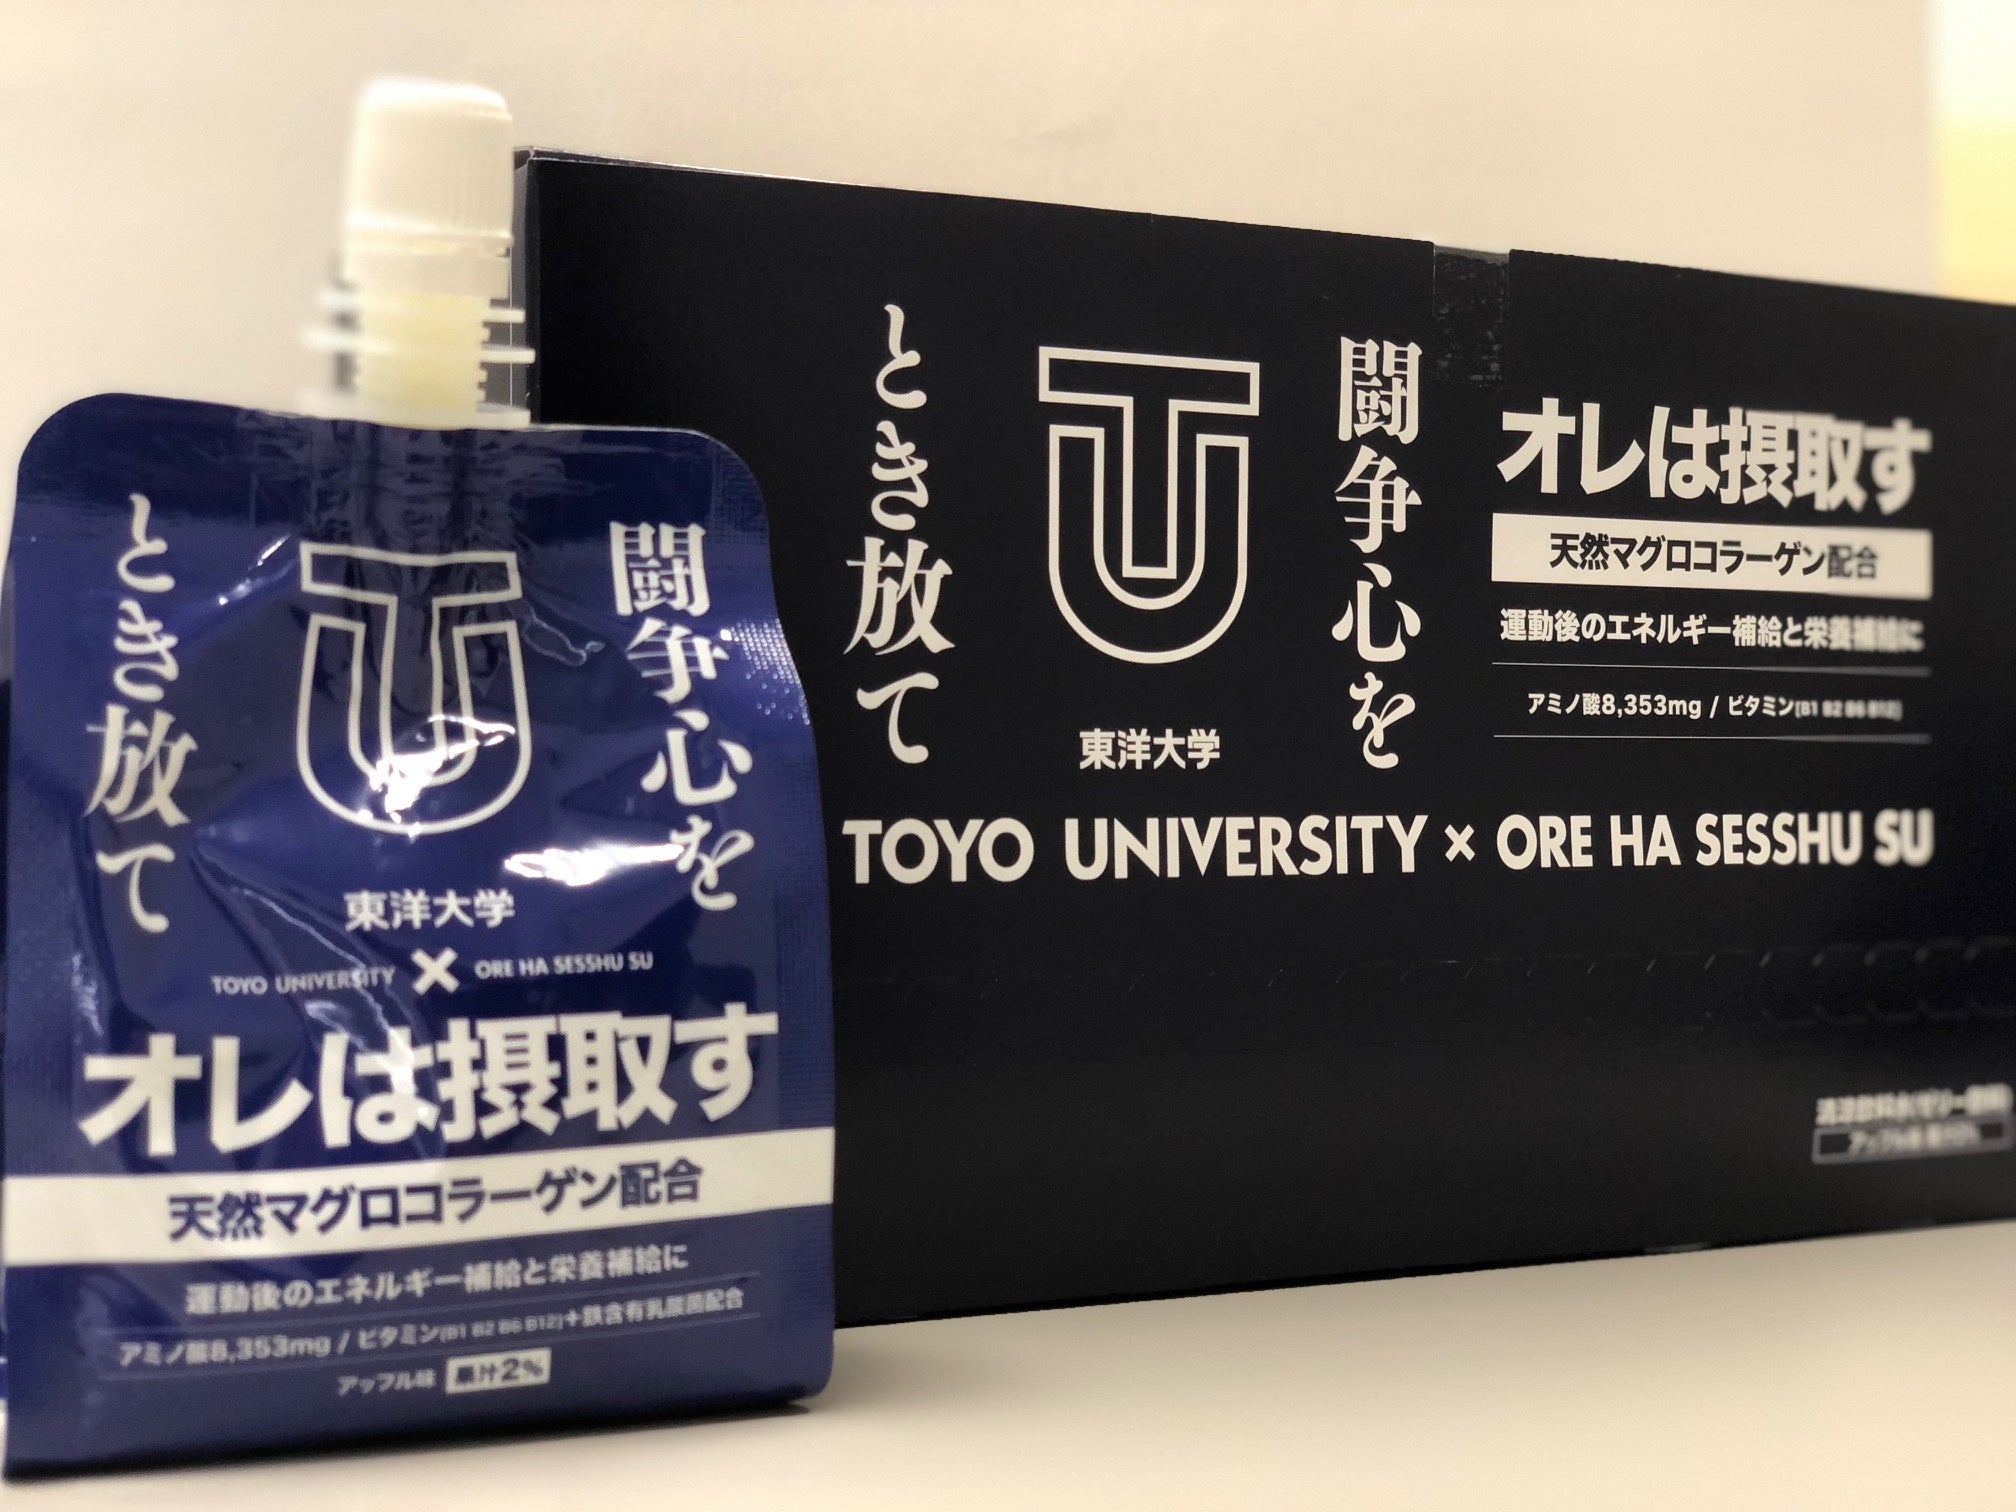 闘争心を
とき放て
東洋大学
TOYO UNIVERSITY × ORE HA SESSHU SU
オレは摂取す
天然マグロコラーゲン配合
運動後のエネルギー補給と栄養補給に
アミノ酸8,353mg / ビタミン[B1 B2 B6 B12]+鉄含有乳酸菌配合
アップル味 果汁2%
闘争心を
とき放て
東洋大学
オレは摂取す
天然マグロコラーゲン配合
運動後のエネルギー補給と栄養補給に
アミノ酸8,353mg / ビタミン[B1 B2 B6 B12]
TOYO UNIVERSITY × ORE HA SESSHU SU